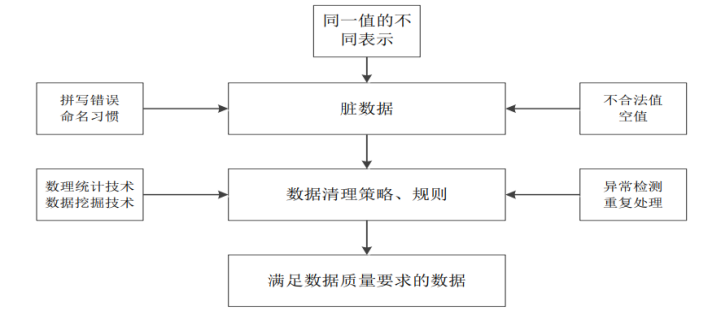 同一值的不
同表示
拼写错误
命名习惯
脏数据
不合法值
空值
数理统计技术
数据挖掘技术
数据清理策略、规则
异常检测
重复处理
满足数据质量要求的数据